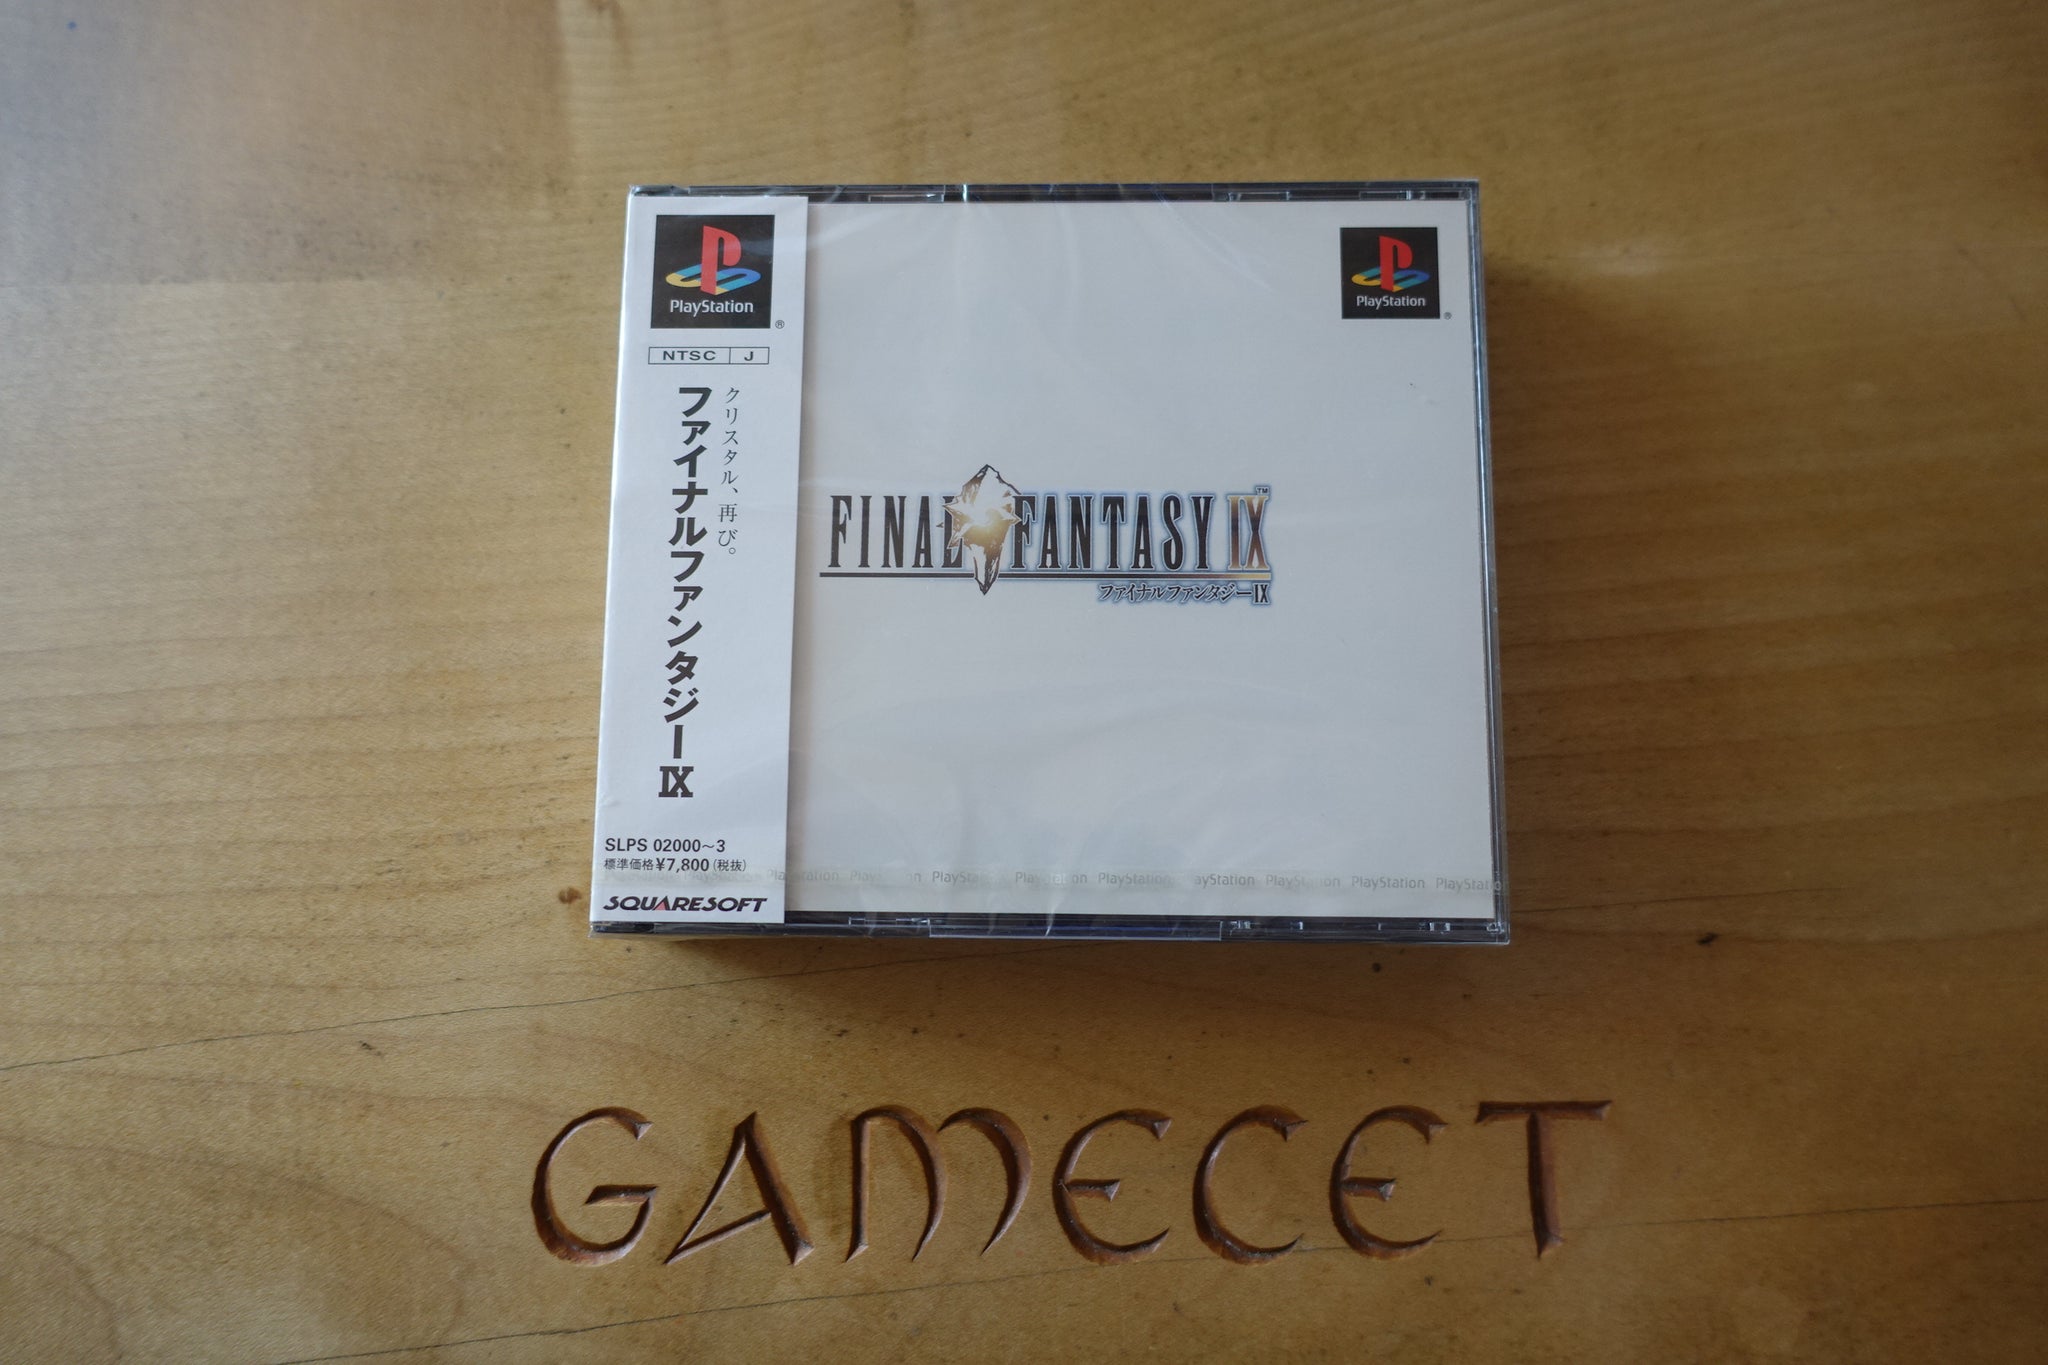 PlayStation
®
NTSC J
クリスタル、再び。
ファイナルファンタジーIX
SLPS 02000～3
標準価格¥7,800(税抜)
SQUARESOFT
PlayStation
®
FINAL FANTASY IX™
ファイナルファンタジーIX
PlayStation PlayStation PlayStation PlayStation PlayStation PlayStation PlayStation PlayStation
GAMECET